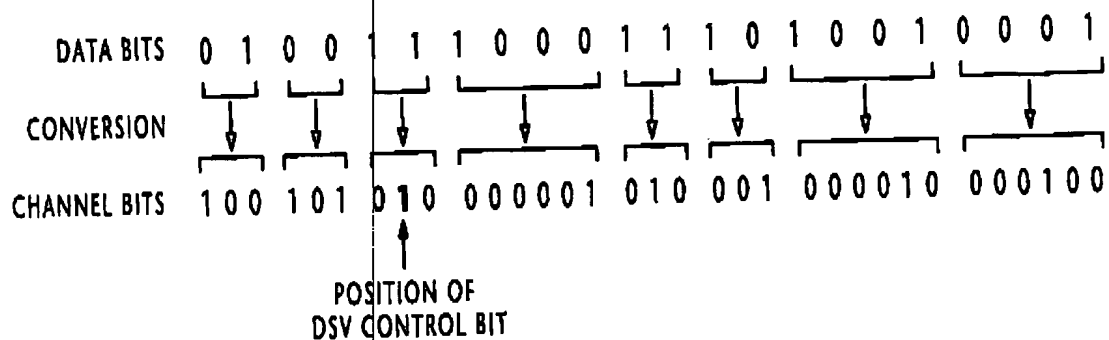 DATA BITS 0 1 0 0 1 1 1 0 0 0 1 1 1 0 1 0 0 1 0 0 0 1
CONVERSION
CHANNEL BITS 1 0 0 1 0 1 0 1 0 0 0 0 0 0 1 0 1 0 0 0 1 0 0 0 0 1 0 0 0 0 1 0 0
POSITION OF
DSV CONTROL BIT